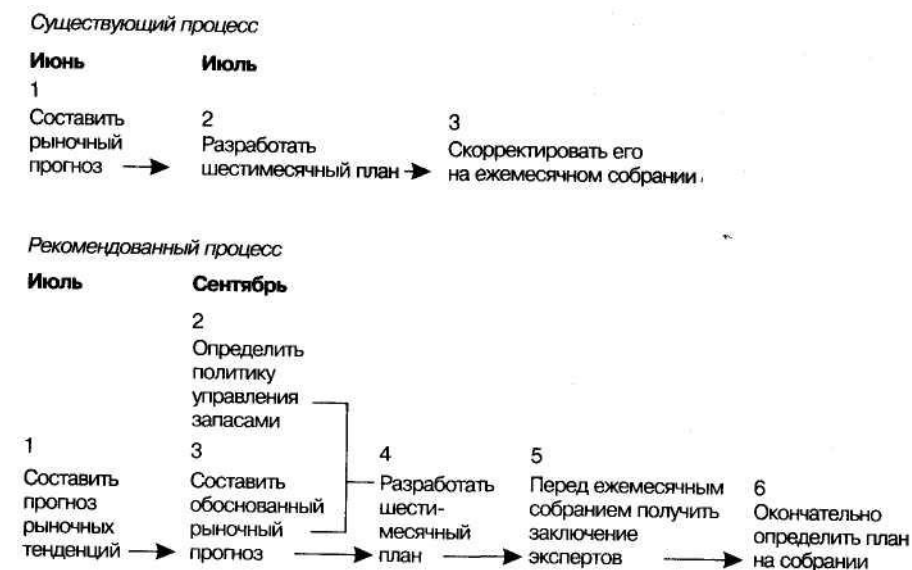 Существующий процесс
Июнь
Июль
1
Составить
рыночный
прогноз
2
Разработать
шестимесячный план
3
Скорректировать его
на ежемесячном собрании
Рекомендованный процесс
Июль
Сентябрь
2
Определить
политику
управления
запасами
1
Составить
прогноз
рыночных
тенденций
3
Составить
обоснованный
рыночный
прогноз
4
Разработать
шести-
месячный
план
5
Перед ежемесячным
собранием получить
заключение
экспертов
6
Окончательно
определить план
на собрании